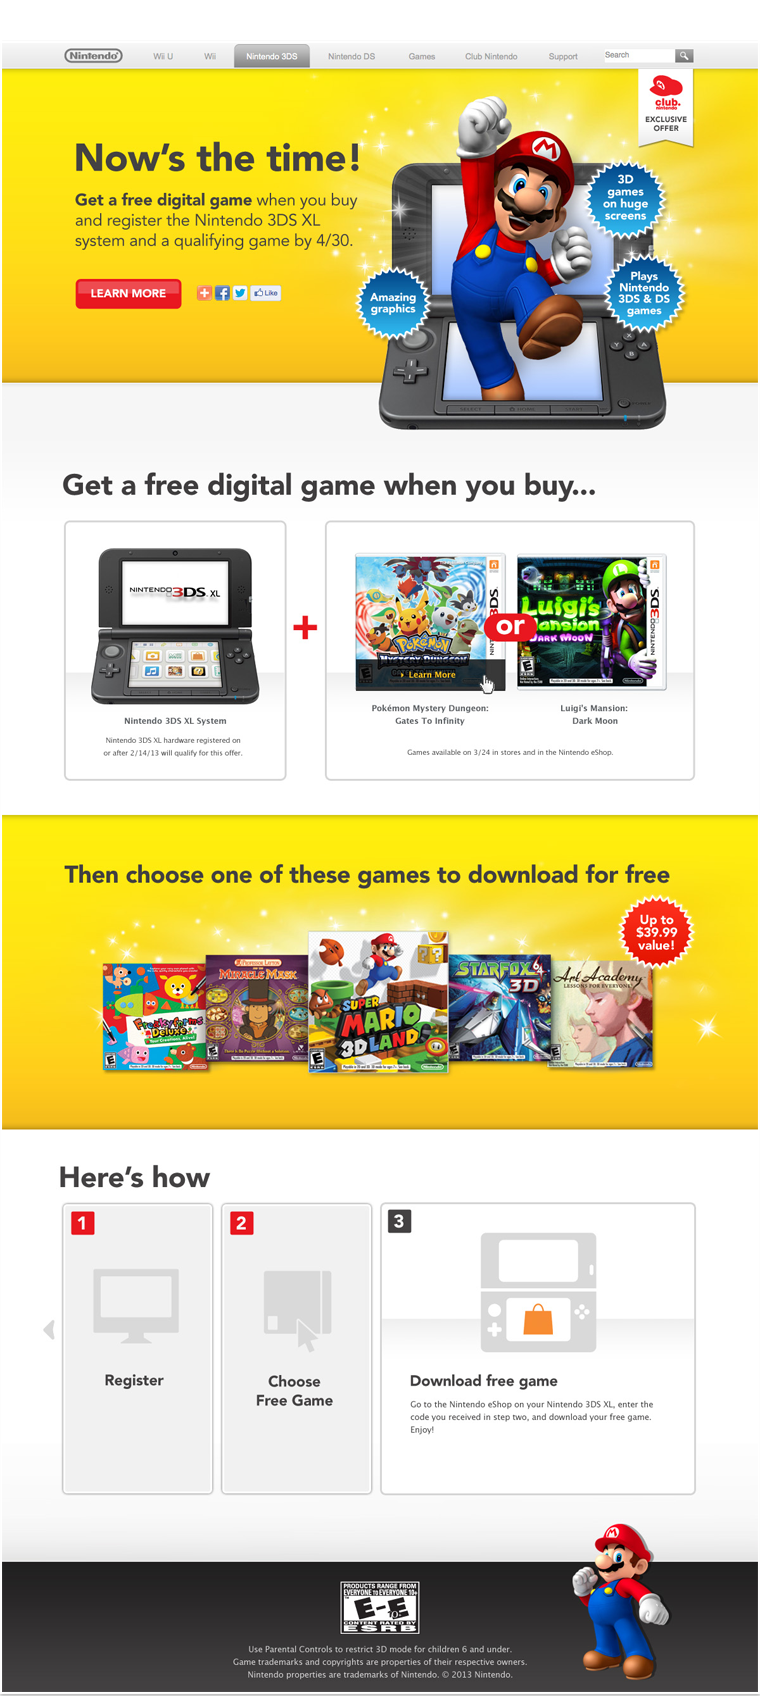 Nintendo
Wii U
Wii
Nintendo 3DS
Nintendo DS
Games
Club Nintendo
Support
Search
club.
nintendo
EXCLUSIVE
OFFER
Now's the time!
Get a free digital game when you buy
and register the Nintendo 3DS XL
system and a qualifying game by 4/30.
LEARN MORE
Like
3D
games
on huge
screens
Amazing
graphics
Plays
Nintendo
3DS & DS
games
X
Y
A
B
SELECT
HOME
START
Get a free digital game when you buy...
NINTENDO3DS XL
+
POKéMON
MYSTERY DUNGEON
Learn More
or
Luigi's
Mansion
DARK MOON
NINTENDO 3DS
Nintendo 3DS XL System
Nintendo 3DS XL hardware registered on
or after 2/14/13 will qualify for this offer.
Pokémon Mystery Dungeon:
Gates To Infinity
Luigi's Mansion:
Dark Moon
Games available on 3/24 in stores and in the Nintendo eShop.
Then choose one of these games to download for free
Up to
$39.99
value!
Freakyforms
Deluxe
Your Creations, Alive!
PROFESSOR LAYTON
AND THE
MIRACLE MASK
SUPER
MARIO
3D LAND
STARFOX 64
3D
Art Academy
LESSONS FOR EVERYONE!
Here's how
1
Register
2
Choose
Free Game
3
Download free game
Go to the Nintendo eShop on your Nintendo 3DS XL, enter the
code you received in step two, and download your free game.
Enjoy!
PRODUCTS RANGE FROM
EVERYONE TO EVERYONE 10+
E-E
10+
CONTENT RATED BY
ESRB
Use Parental Controls to restrict 3D mode for children 6 and under.
Game trademarks and copyrights are properties of their respective owners.
Nintendo properties are trademarks of Nintendo. © 2013 Nintendo.